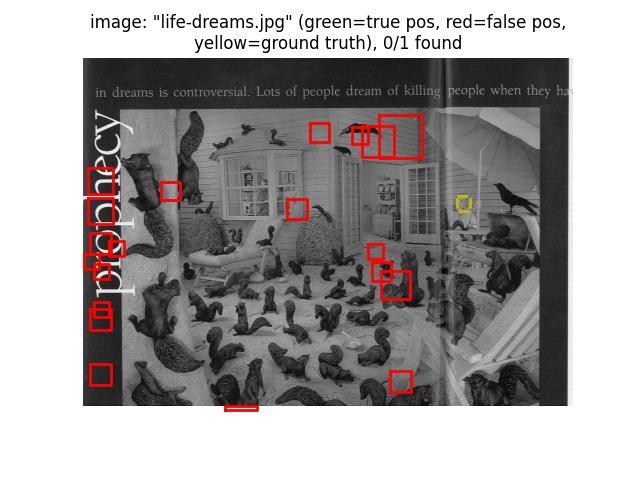 image: "life-dreams.jpg" (green=true pos, red=false pos,
yellow=ground truth), 0/1 found
in dreams is controversial. Lots of people dream of killing people when they ha
prophecy